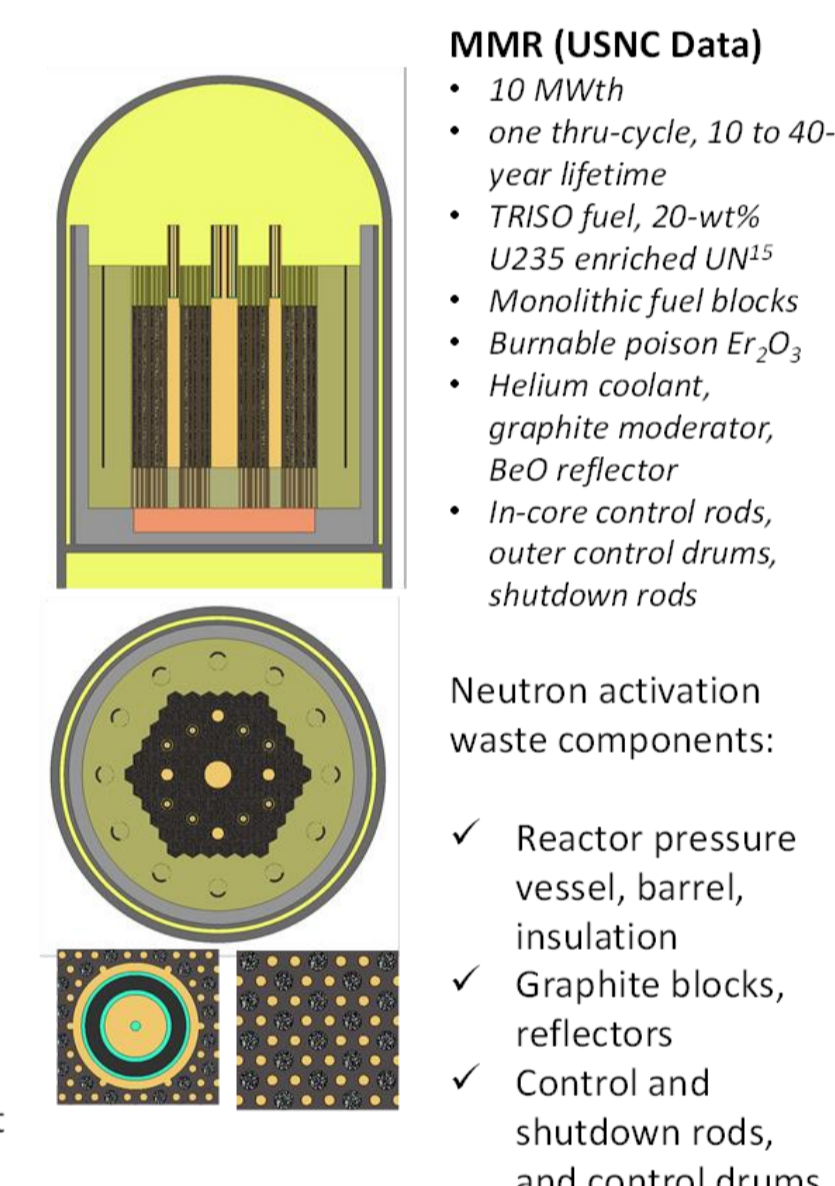 MMR (USNC Data)
• 10 MWth
• one thru-cycle, 10 to 40-
year lifetime
• TRISO fuel, 20-wt%
U235 enriched UN¹⁵
• Monolithic fuel blocks
• Burnable poison Er₂O₃
• Helium coolant,
graphite moderator,
BeO reflector
• In-core control rods,
outer control drums,
shutdown rods
Neutron activation
waste components:
✓ Reactor pressure
vessel, barrel,
insulation
✓ Graphite blocks,
reflectors
✓ Control and
shutdown rods,
and control drums